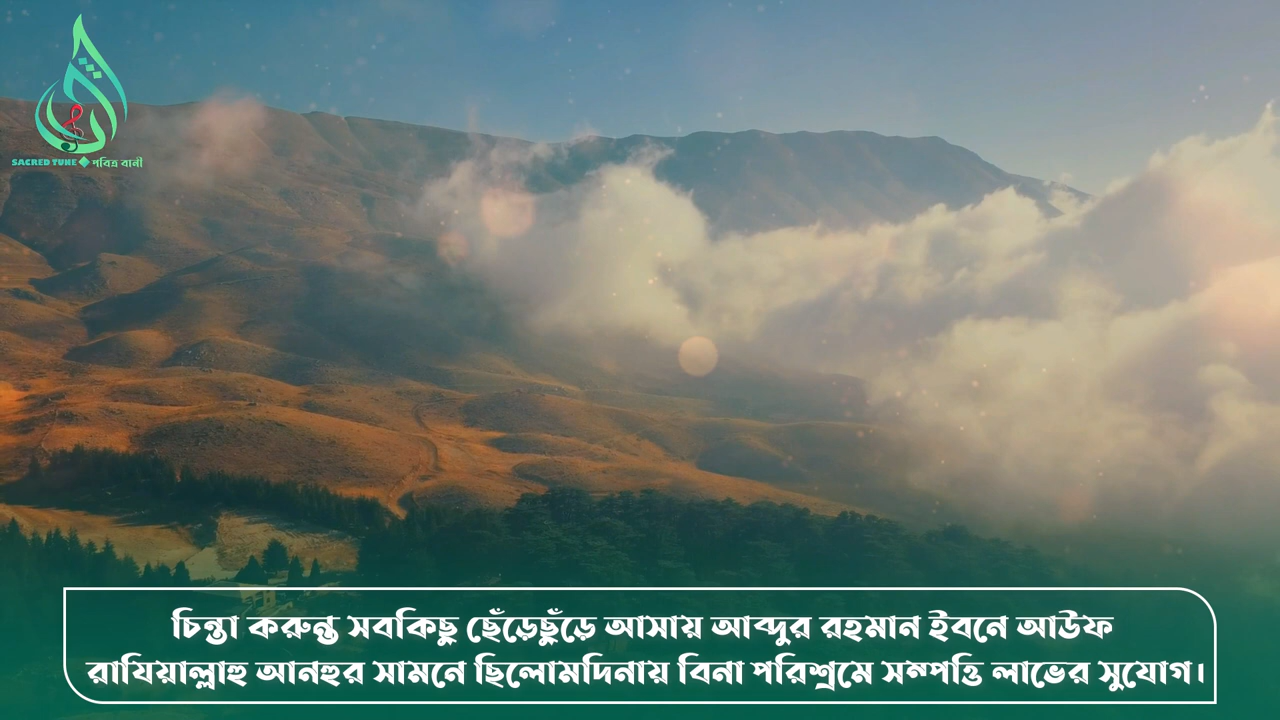 SACRED TUNE ◆ পবিত্র বানী
চিন্তা করুন্ত সবকিছু ছেঁড়েছুঁড়ে আসায় আব্দুর রহমান ইবনে আউফ
রাযিয়াল্লাহু আনহুর সামনে ছিলোমদিনায় বিনা পরিশ্রমে সম্পত্তি লাভের সুযোগ।